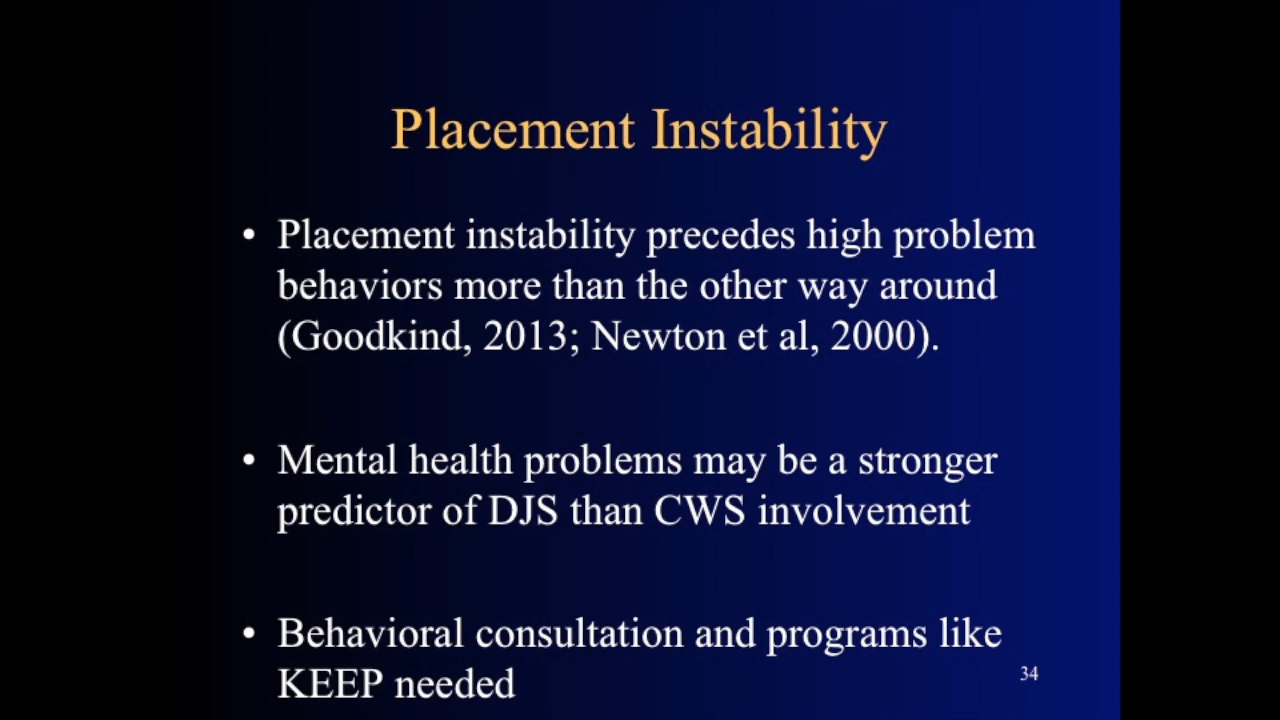 Placement Instability
• Placement instability precedes high problem
behaviors more than the other way around
(Goodkind, 2013; Newton et al, 2000).
• Mental health problems may be a stronger
predictor of DJS than CWS involvement
• Behavioral consultation and programs like
KEEP needed
34